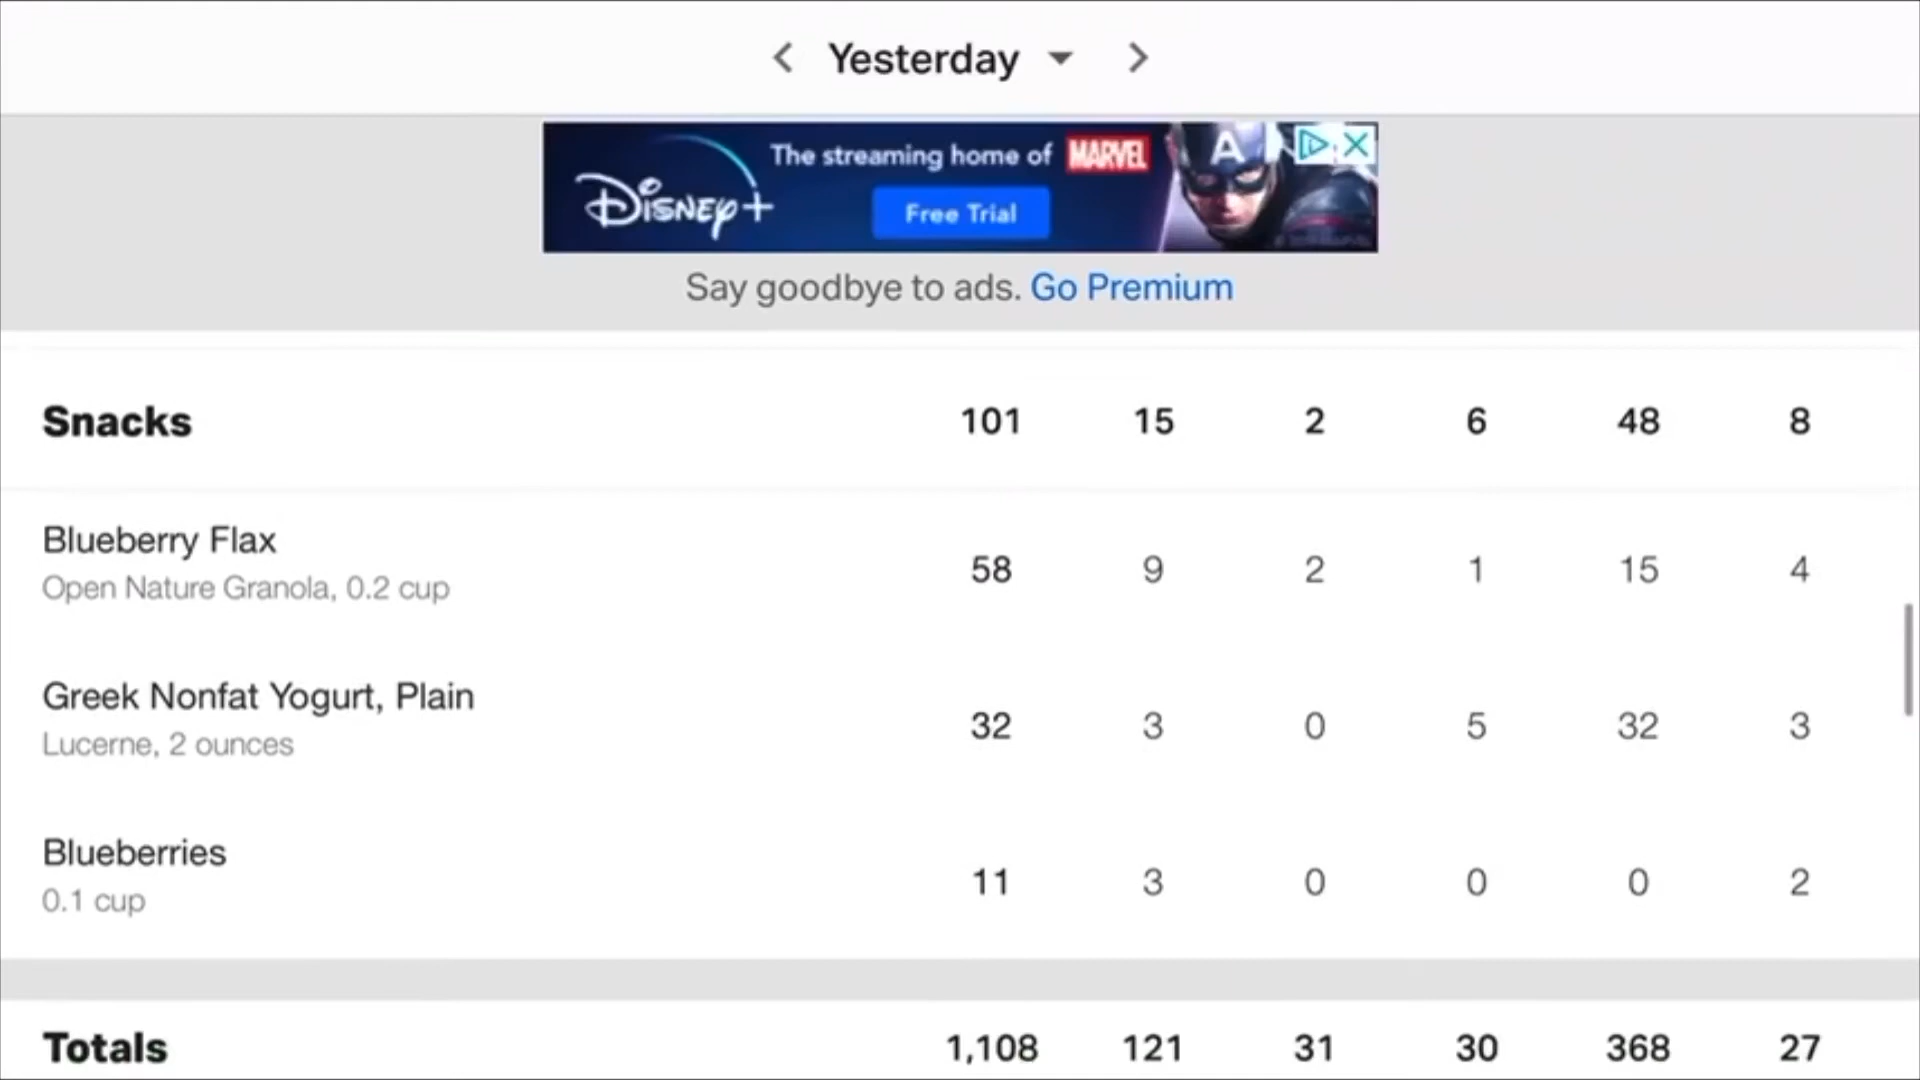 Yesterday
The streaming home of MARVEL
Disney+
Free Trial
A
Say goodbye to ads. Go Premium
Snacks 101 15 2 6 48 8
Blueberry Flax
Open Nature Granola, 0.2 cup
58 9 2 1 15 4
Greek Nonfat Yogurt, Plain
Lucerne, 2 ounces
32 3 0 5 32 3
Blueberries
0.1 cup
11 3 0 0 0 2
Totals 1,108 121 31 30 368 27